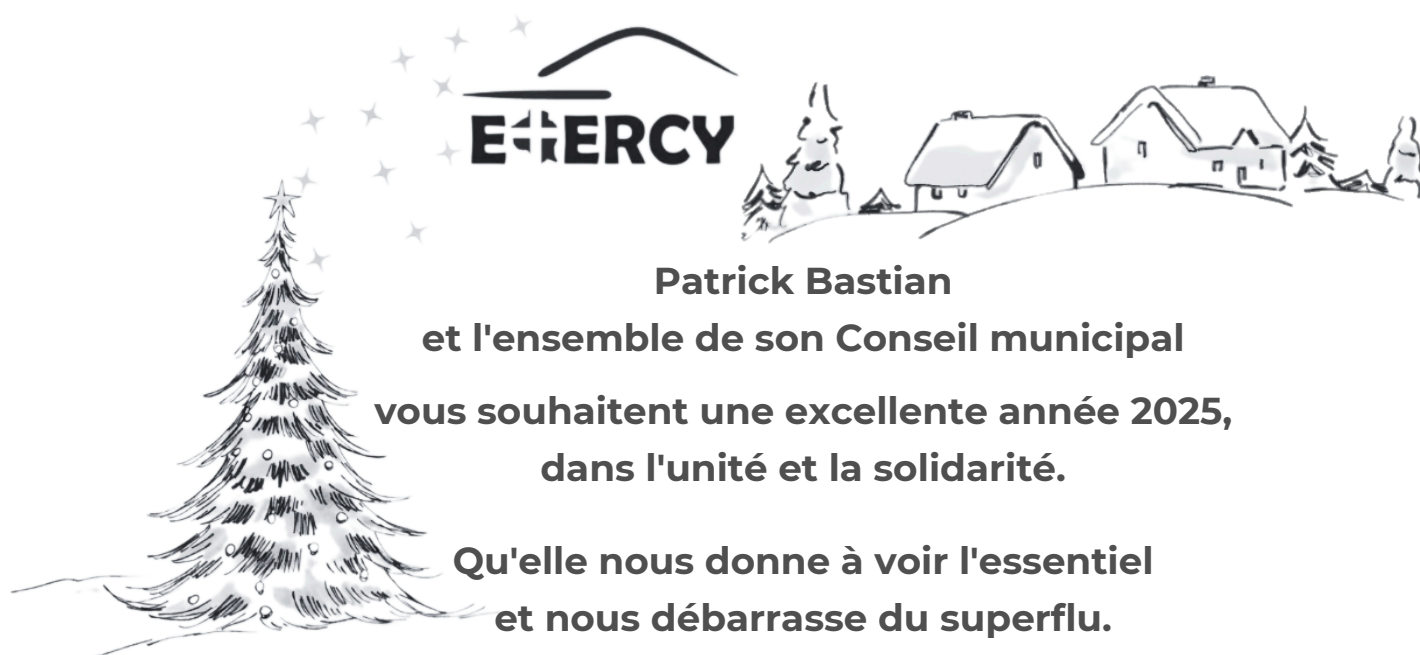 ETERCY
Patrick Bastian
et l'ensemble de son Conseil municipal
vous souhaitent une excellente année 2025,
dans l'unité et la solidarité.
Qu'elle nous donne à voir l'essentiel
et nous débarrasse du superflu.